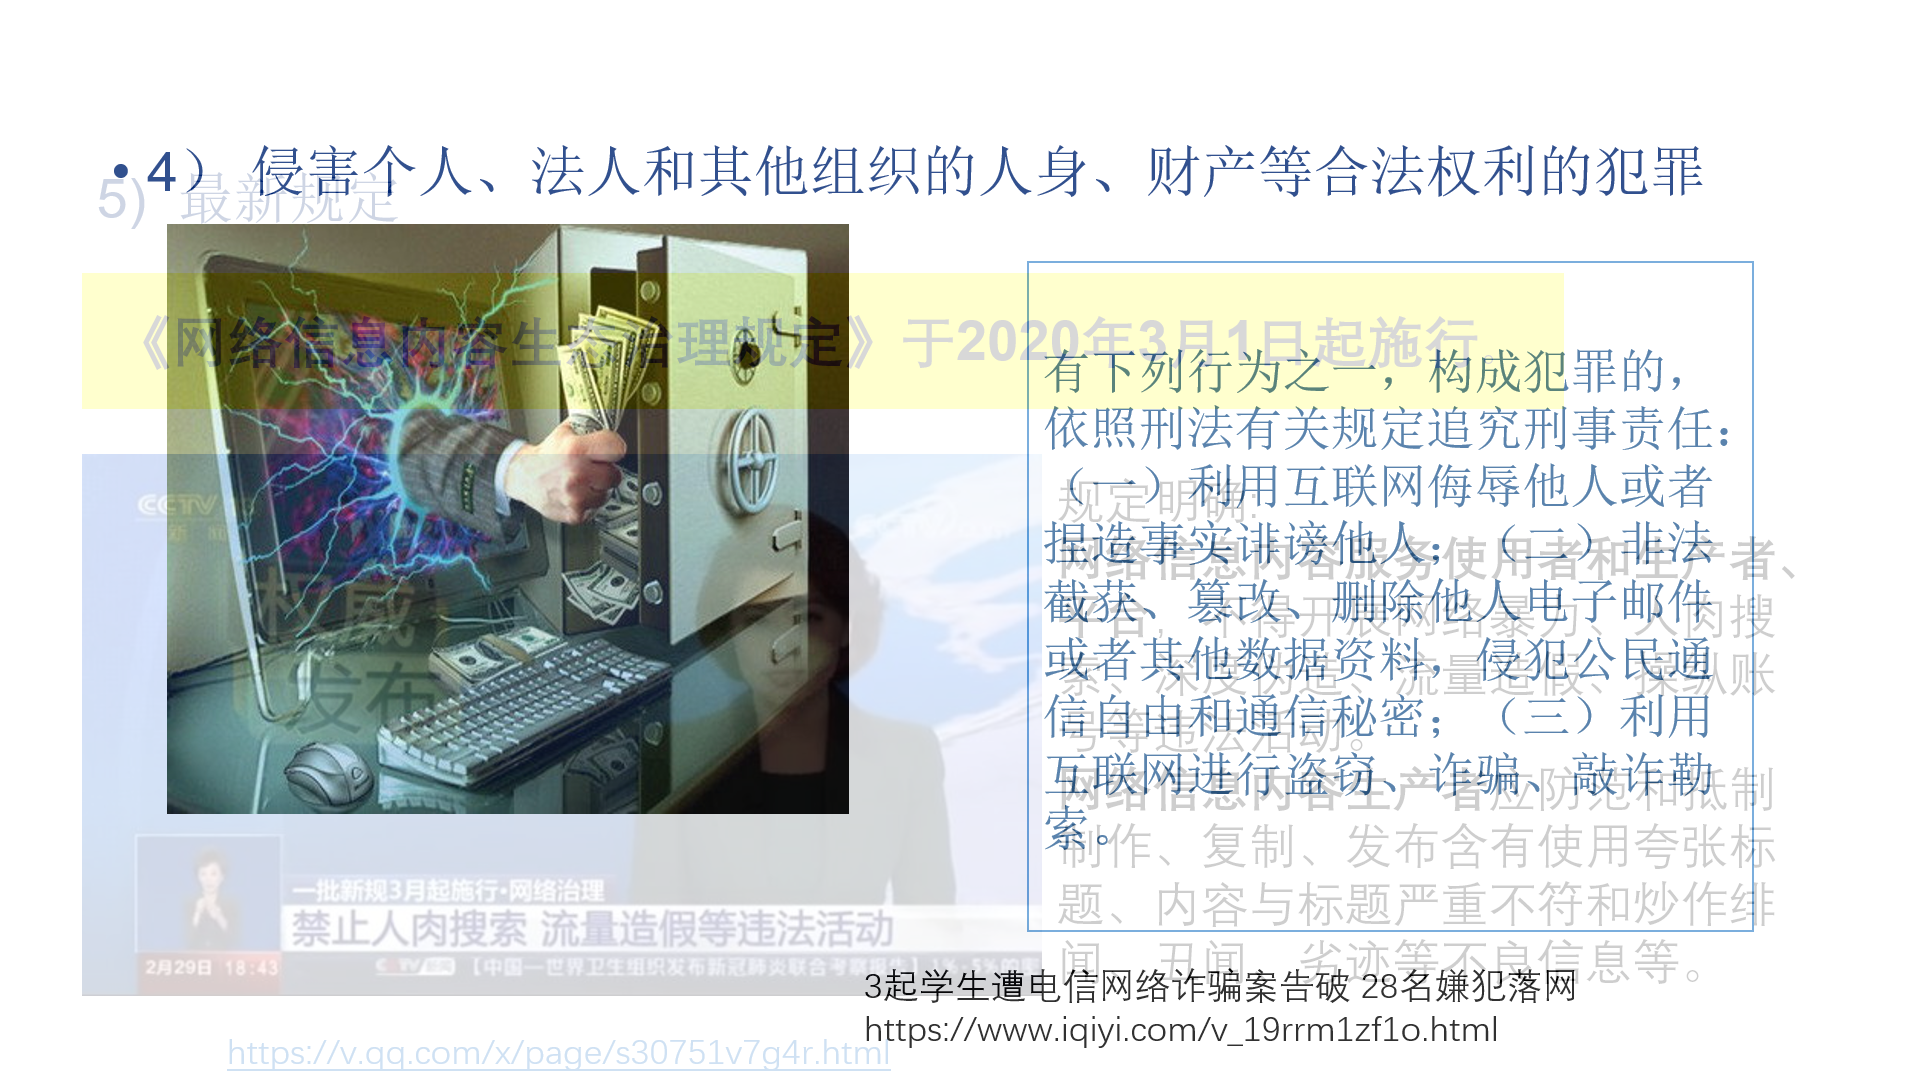 • 4） 侵害个人、法人和其他组织的人身、财产等合法权利的犯罪
5) 最新规定
《网络信息内容生态治理规定》于2020年3月1日起施行。
有下列行为之一，构成犯罪的，
依照刑法有关规定追究刑事责任：
（一）利用互联网侮辱他人或者
捏造事实诽谤他人；（二）非法
截获、篡改、删除他人电子邮件
或者其他数据资料，侵犯公民通
信自由和通信秘密；（三）利用
互联网进行盗窃、诈骗、敲诈勒
索。
规定明确:
网络信息内容服务使用者和生产者、
平台，不得开展网络暴力、人肉搜
索、深度伪造、流量造假、操纵账
号等违法活动。
网络信息内容生产者应防范和抵制
制作、复制、发布含有使用夸张标
题、内容与标题严重不符和炒作绯
闻、丑闻、劣迹等不良信息等。
CCTV 13
新闻
权威
发布
一批新规3月起施行·网络治理
禁止人肉搜索 流量造假等违法活动
2月29日 18:43
CCTV 新闻 【中国—世界卫生组织发布新冠肺炎联合考察报告】
3起学生遭电信网络诈骗案告破 28名嫌犯落网
https://www.iqiyi.com/v_19rrm1zf1o.html
https://v.qq.com/x/page/s30751v7g4r.html